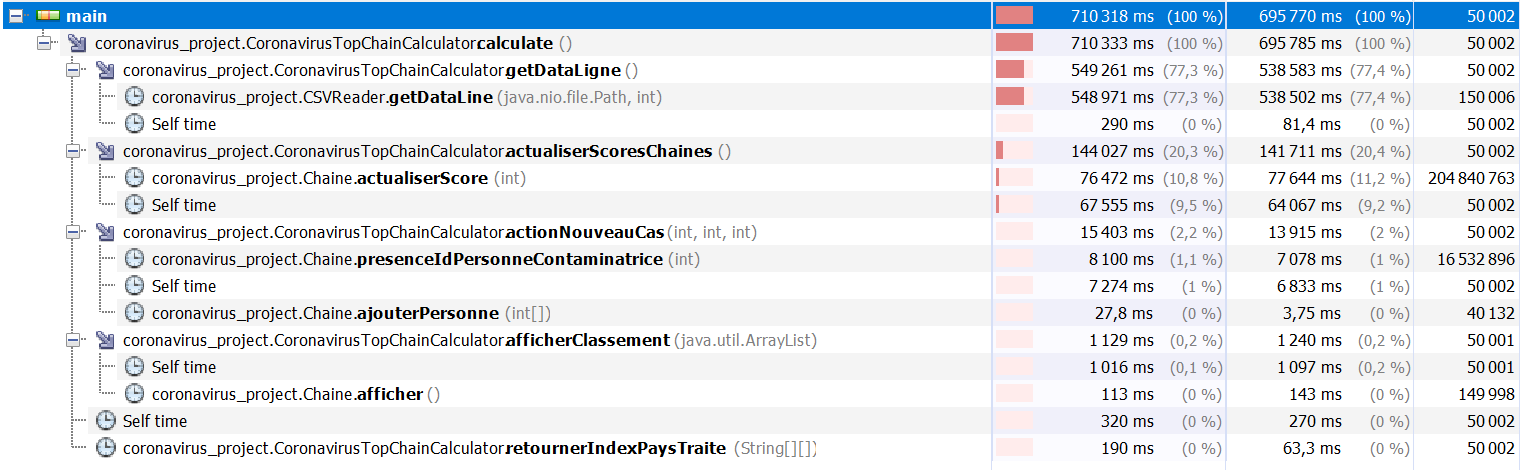 main 710 318 ms (100 %) 695 770 ms (100 %) 50 002
coronavirus_project.CoronavirusTopChainCalculator.calculate () 710 333 ms (100 %) 695 785 ms (100 %) 50 002
coronavirus_project.CoronavirusTopChainCalculator.getDataLigne () 549 261 ms (77,3 %) 538 583 ms (77,4 %) 50 002
coronavirus_project.CSVReader.getDataLine (java.nio.file.Path, int) 548 971 ms (77,3 %) 538 502 ms (77,4 %) 150 006
Self time 290 ms (0 %) 81,4 ms (0 %) 50 002
coronavirus_project.CoronavirusTopChainCalculator.actualiserScoresChaines () 144 027 ms (20,3 %) 141 711 ms (20,4 %) 50 002
coronavirus_project.Chaine.actualiserScore (int) 76 472 ms (10,8 %) 77 644 ms (11,2 %) 204 840 763
Self time 67 555 ms (9,5 %) 64 067 ms (9,2 %) 50 002
coronavirus_project.CoronavirusTopChainCalculator.actionNouveauCas (int, int, int) 15 403 ms (2,2 %) 13 915 ms (2 %) 50 002
coronavirus_project.Chaine.presenceIdPersonneContaminatrice (int) 8 100 ms (1,1 %) 7 078 ms (1 %) 16 532 896
Self time 7 274 ms (1 %) 6 833 ms (1 %) 50 002
coronavirus_project.Chaine.ajouterPersonne (int[]) 27,8 ms (0 %) 3,75 ms (0 %) 40 132
coronavirus_project.CoronavirusTopChainCalculator.afficherClassement (java.util.ArrayList) 1 129 ms (0,2 %) 1 240 ms (0,2 %) 50 001
Self time 1 016 ms (0,1 %) 1 097 ms (0,2 %) 50 001
coronavirus_project.Chaine.afficher () 113 ms (0 %) 143 ms (0 %) 149 998
Self time 320 ms (0 %) 270 ms (0 %) 50 002
coronavirus_project.CoronavirusTopChainCalculator.retournerIndexPaysTraite (String[][]) 190 ms (0 %) 63,3 ms (0 %) 50 002